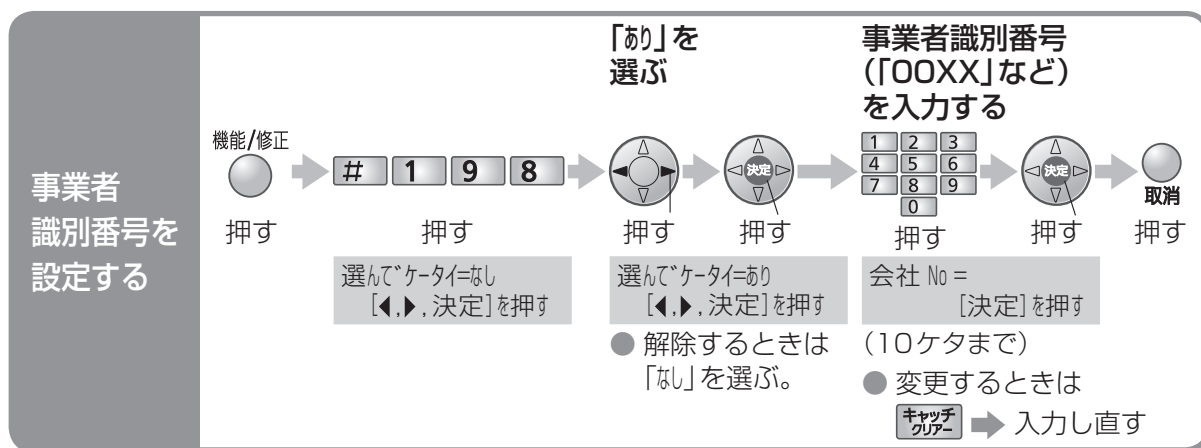 事業者
識別番号を
設定する
機能/修正
押す
# 1 9 8
押す
選んでケータイ=なし
[◀,▶,決定]を押す
「あり」を
選ぶ
押す
決定
押す
選んでケータイ=あり
[◀,▶,決定]を押す
● 解除するときは
「なし」を選ぶ。
事業者識別番号
(「00XX」など)
を入力する
1 2 3
4 5 6
7 8 9
0
押す
決定
押す
会社 No =
[決定]を押す
(10ケタまで)
● 変更するときは
キャッチ
クリアー
入力し直す
取消
押す